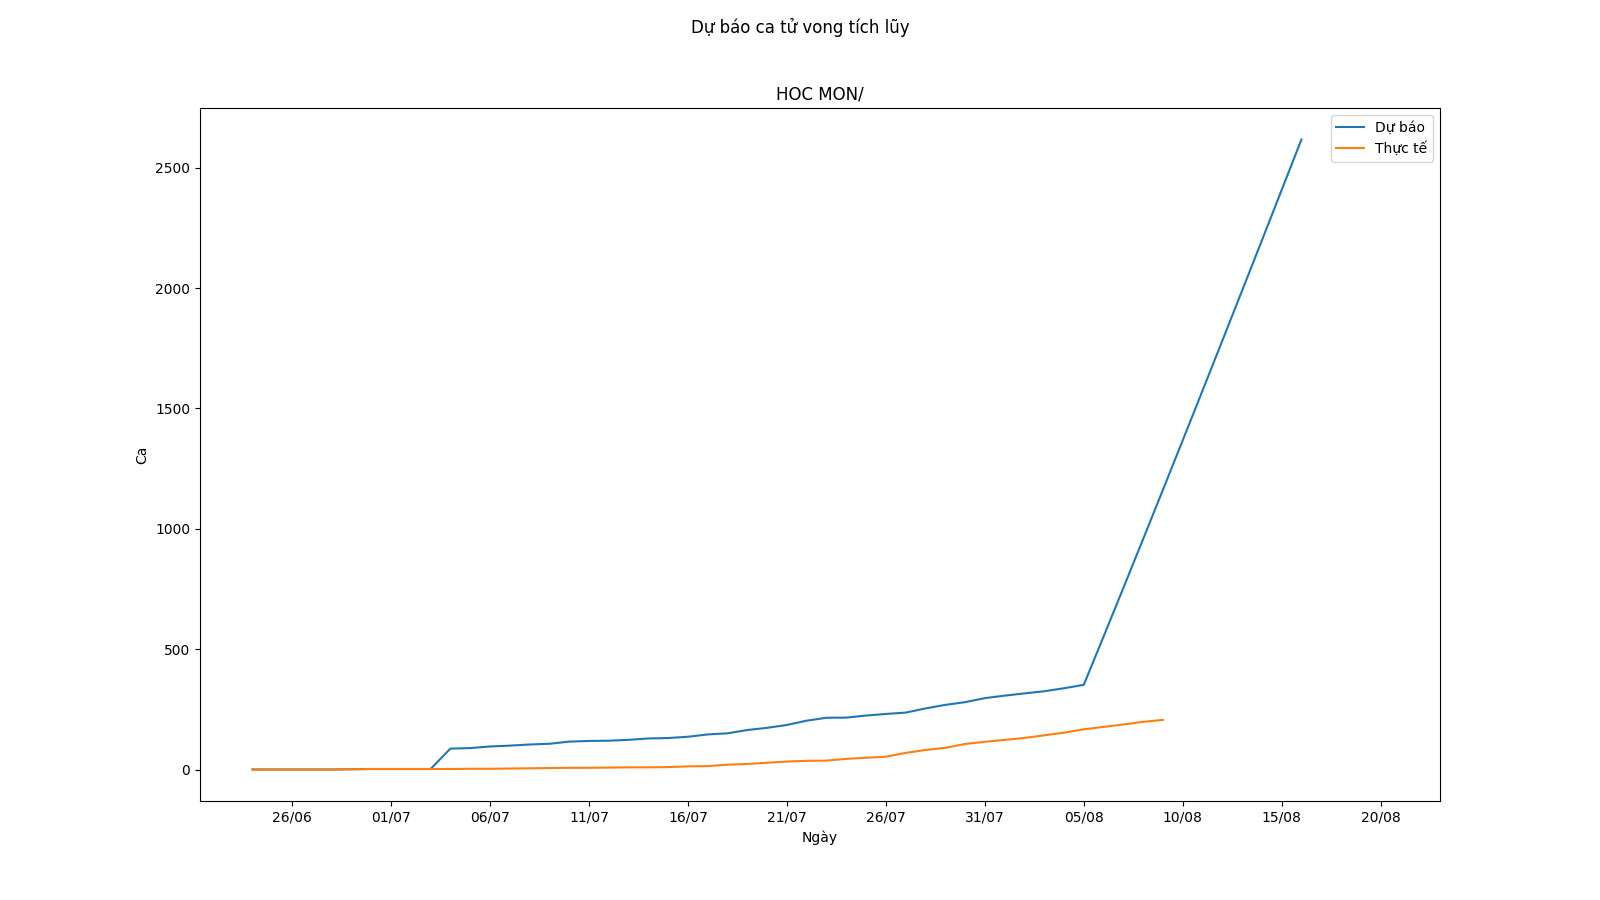 Dự báo ca tử vong tích lũy
HOC MON/
Dự báo
Thực tế
2500
2000
1500
1000
500
0
Ca
26/06 01/07 06/07 11/07 16/07 21/07 26/07 31/07 05/08 10/08 15/08 20/08
Ngày